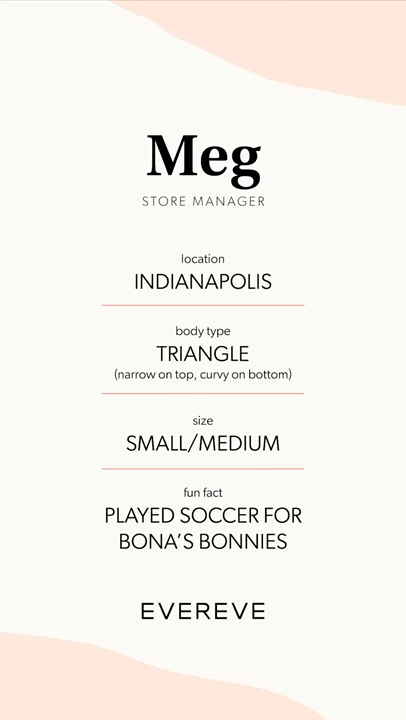 Meg
STORE MANAGER
location
INDIANAPOLIS
body type
TRIANGLE
(narrow on top, curvy on bottom)
size
SMALL/MEDIUM
fun fact
PLAYED SOCCER FOR
BONA'S BONNIES
EVEREVE